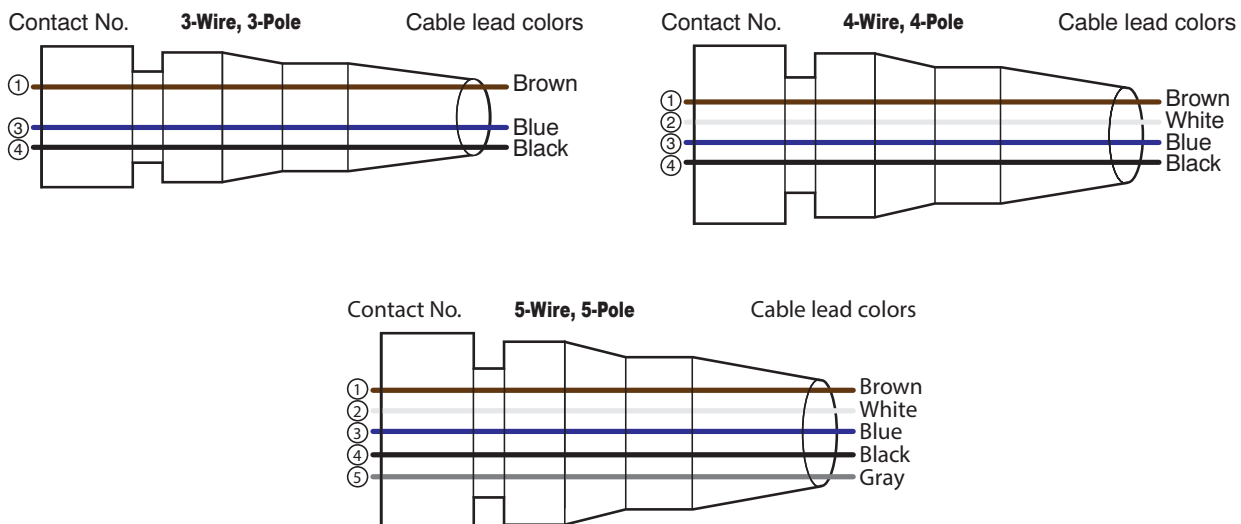 Contact No. 3-Wire, 3-Pole Cable lead colors
① Brown
③ Blue
④ Black
Contact No. 4-Wire, 4-Pole Cable lead colors
① Brown
② White
③ Blue
④ Black
Contact No. 5-Wire, 5-Pole Cable lead colors
① Brown
② White
③ Blue
④ Black
⑤ Gray